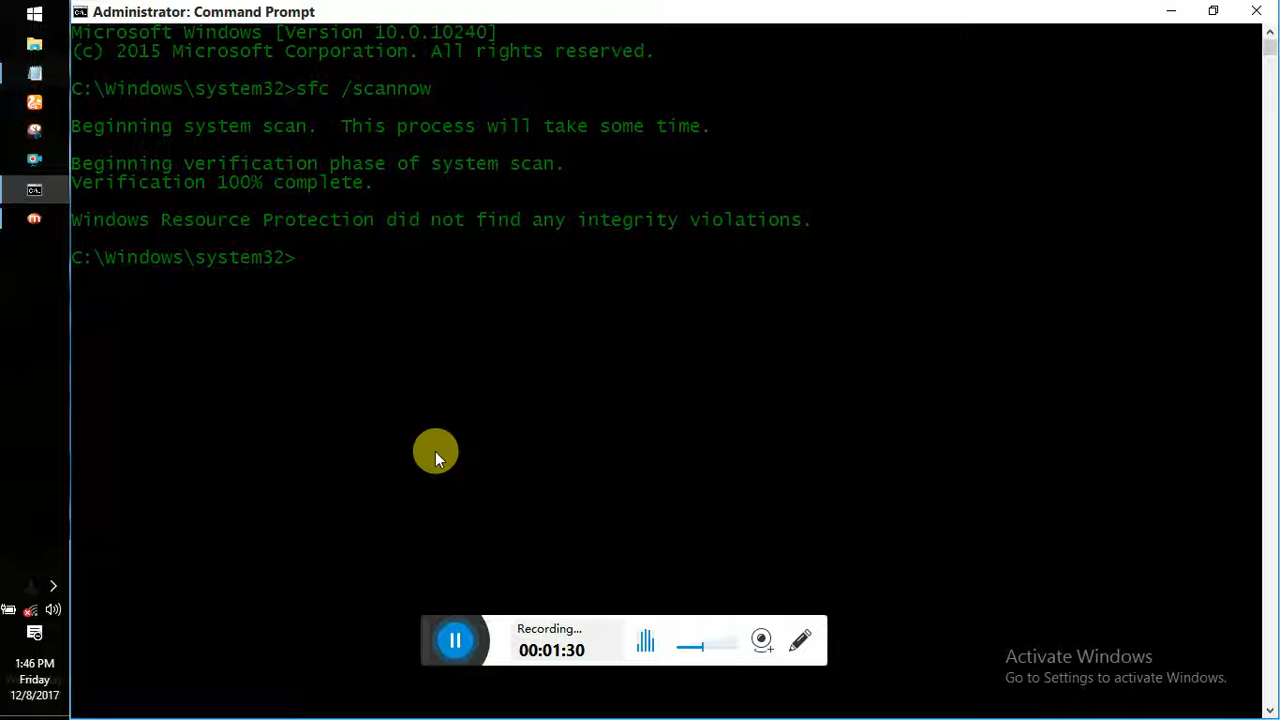 Administrator: Command Prompt
Microsoft Windows [Version 10.0.10240]
(c) 2015 Microsoft Corporation. All rights reserved.
C:\Windows\system32>sfc /scannow
Beginning system scan.  This process will take some time.
Beginning verification phase of system scan.
Verification 100% complete.
Windows Resource Protection did not find any integrity violations.
C:\Windows\system32>
Recording...
00:01:30
Activate Windows
Go to Settings to activate Windows.
1:46 PM
Friday
12/8/2017